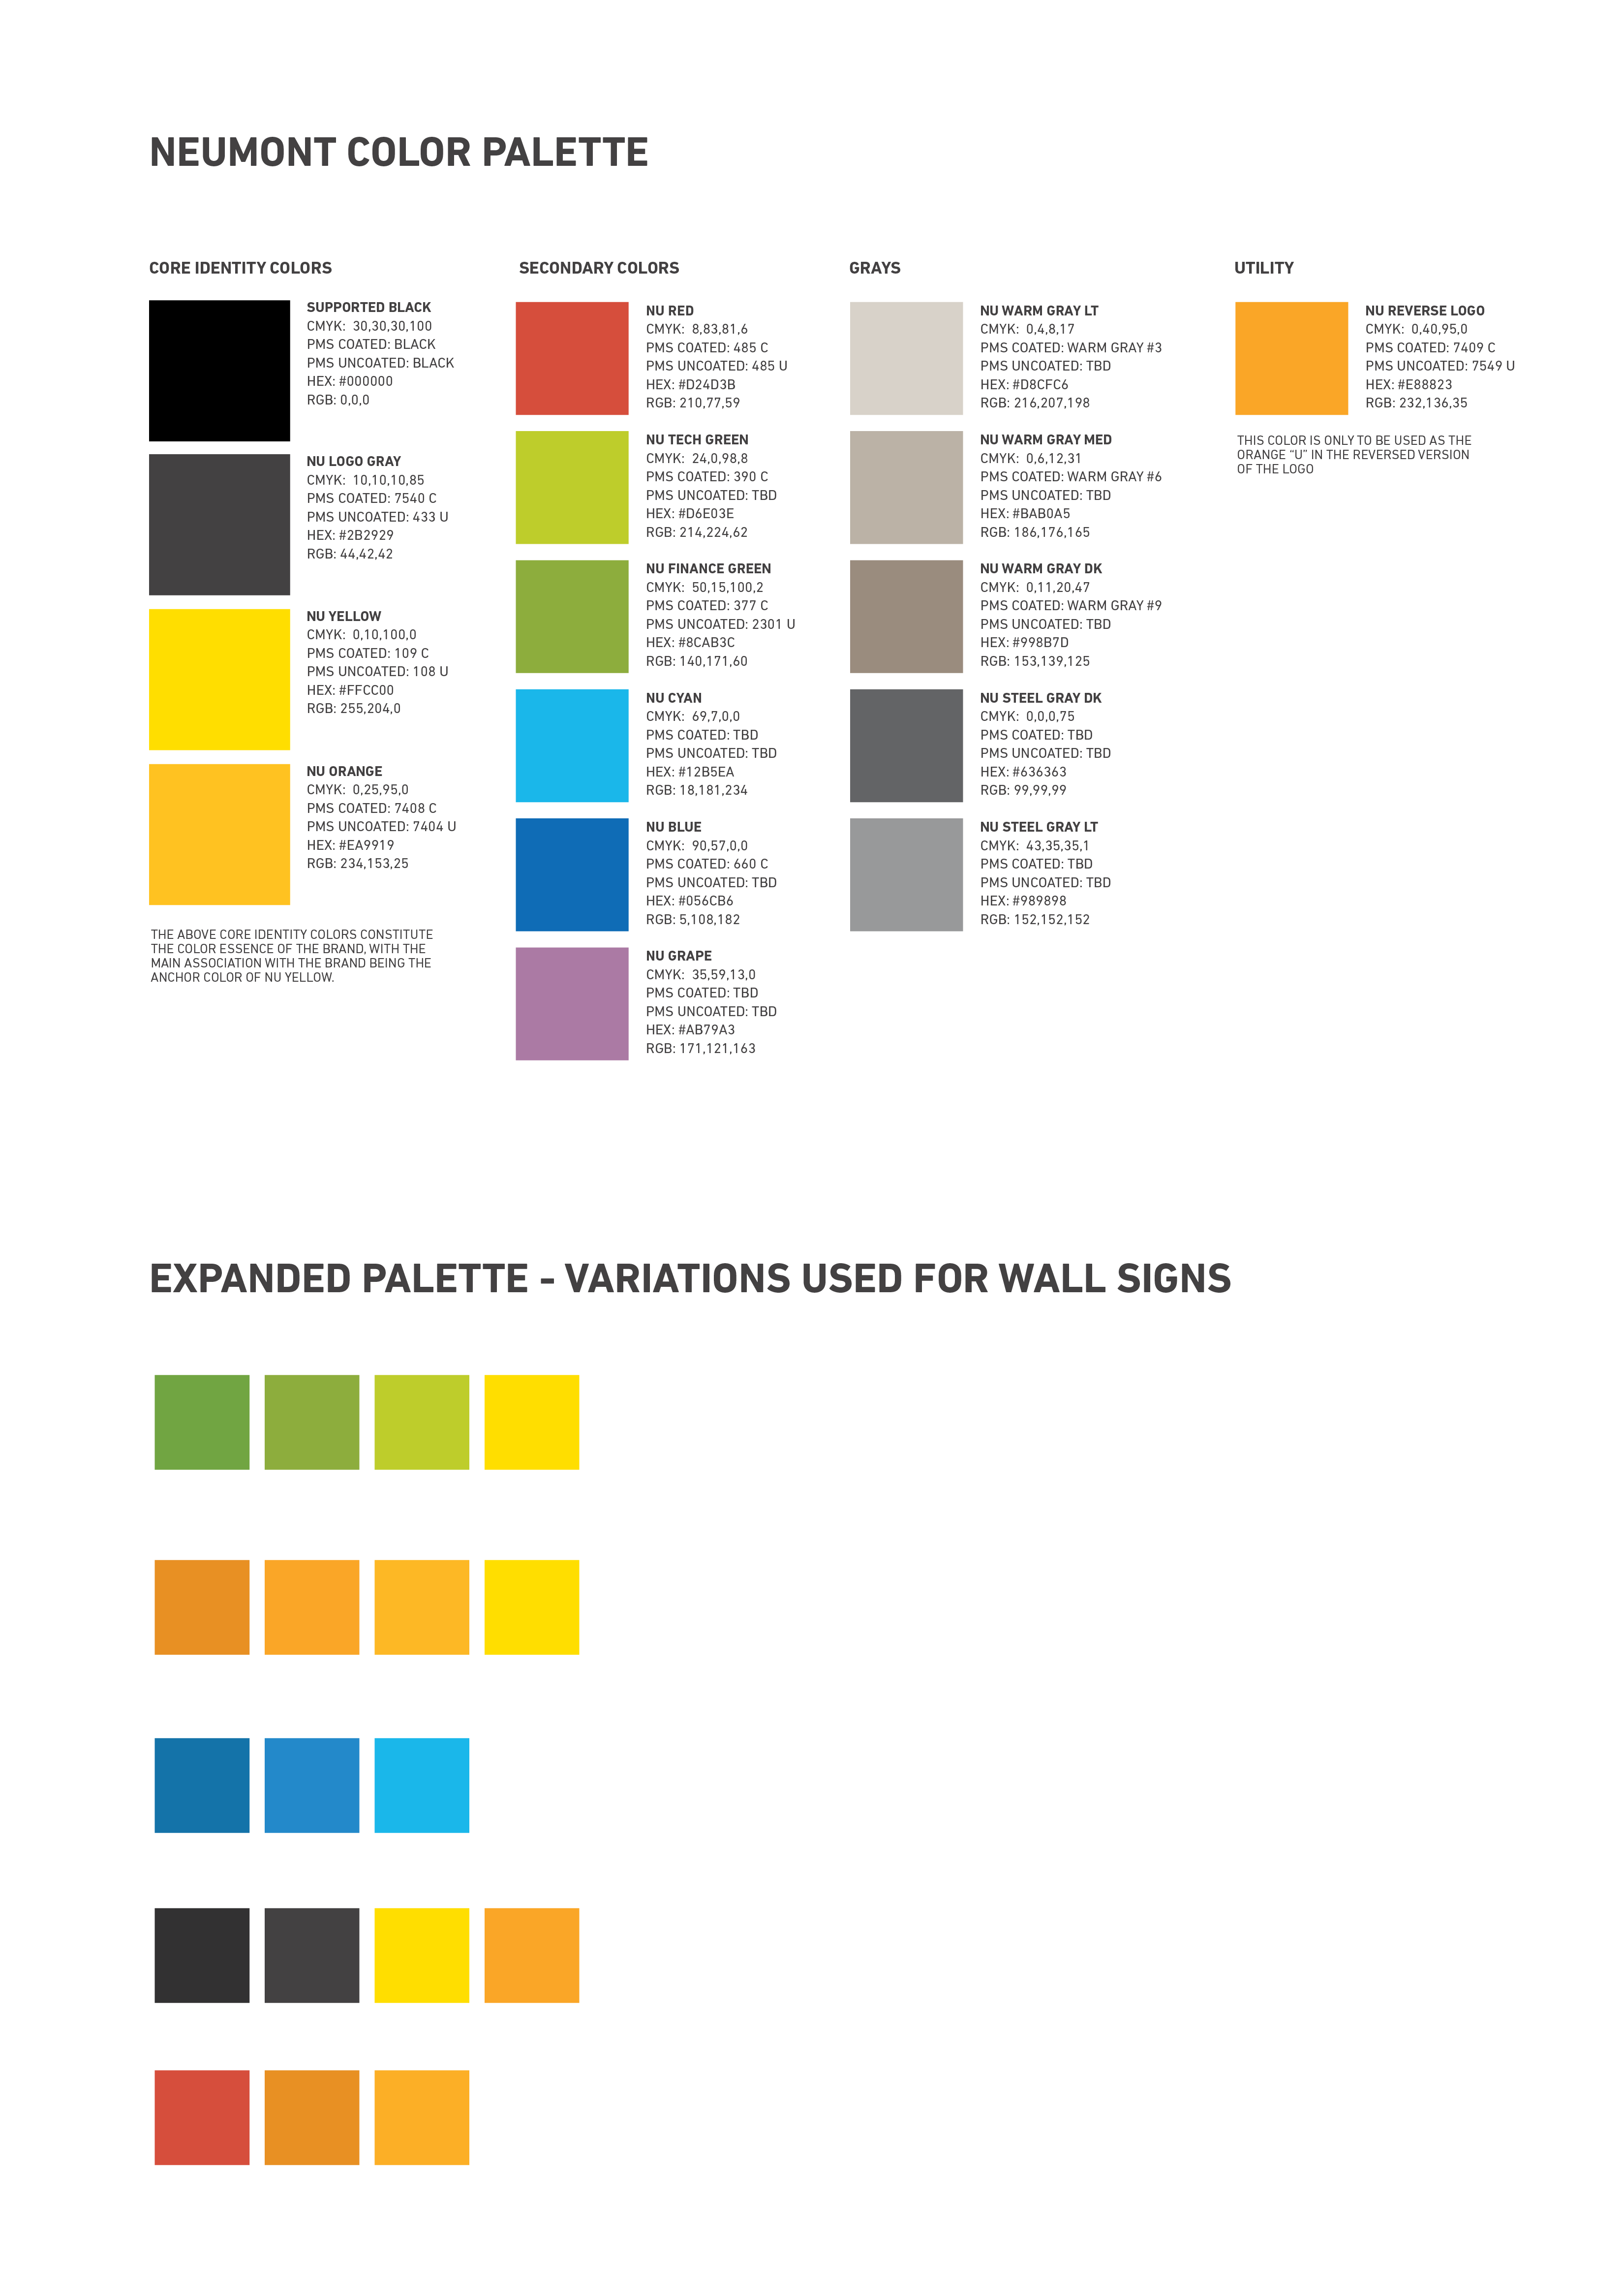 NEUMONT COLOR PALETTE
CORE IDENTITY COLORS
SUPPORTED BLACK
CMYK: 30,30,30,100
PMS COATED: BLACK
PMS UNCOATED: BLACK
HEX: #000000
RGB: 0,0,0
NU LOGO GRAY
CMYK: 10,10,10,85
PMS COATED: 7540 C
PMS UNCOATED: 433 U
HEX: #2B2929
RGB: 44,42,42
NU YELLOW
CMYK: 0,10,100,0
PMS COATED: 109 C
PMS UNCOATED: 108 U
HEX: #FFCC00
RGB: 255,204,0
NU ORANGE
CMYK: 0,25,95,0
PMS COATED: 7408 C
PMS UNCOATED: 7404 U
HEX: #EA9919
RGB: 234,153,25
THE ABOVE CORE IDENTITY COLORS CONSTITUTE
THE COLOR ESSENCE OF THE BRAND, WITH THE
MAIN ASSOCIATION WITH THE BRAND BEING THE
ANCHOR COLOR OF NU YELLOW.
SECONDARY COLORS
NU RED
CMYK: 8,83,81,6
PMS COATED: 485 C
PMS UNCOATED: 485 U
HEX: #D24D3B
RGB: 210,77,59
NU TECH GREEN
CMYK: 24,0,98,8
PMS COATED: 390 C
PMS UNCOATED: TBD
HEX: #D6E03E
RGB: 214,224,62
NU FINANCE GREEN
CMYK: 50,15,100,2
PMS COATED: 377 C
PMS UNCOATED: 2301 U
HEX: #8CAB3C
RGB: 140,171,60
NU CYAN
CMYK: 69,7,0,0
PMS COATED: TBD
PMS UNCOATED: TBD
HEX: #12B5EA
RGB: 18,181,234
NU BLUE
CMYK: 90,57,0,0
PMS COATED: 660 C
PMS UNCOATED: TBD
HEX: #056CB6
RGB: 5,108,182
NU GRAPE
CMYK: 35,59,13,0
PMS COATED: TBD
PMS UNCOATED: TBD
HEX: #AB79A3
RGB: 171,121,163
GRAYS
NU WARM GRAY LT
CMYK: 0,4,8,17
PMS COATED: WARM GRAY #3
PMS UNCOATED: TBD
HEX: #D8CFC6
RGB: 216,207,198
NU WARM GRAY MED
CMYK: 0,6,12,31
PMS COATED: WARM GRAY #6
PMS UNCOATED: TBD
HEX: #BAB0A5
RGB: 186,176,165
NU WARM GRAY DK
CMYK: 0,11,20,47
PMS COATED: WARM GRAY #9
PMS UNCOATED: TBD
HEX: #998B7D
RGB: 153,139,125
NU STEEL GRAY DK
CMYK: 0,0,0,75
PMS COATED: TBD
PMS UNCOATED: TBD
HEX: #636363
RGB: 99,99,99
NU STEEL GRAY LT
CMYK: 43,35,35,1
PMS COATED: TBD
PMS UNCOATED: TBD
HEX: #989898
RGB: 152,152,152
UTILITY
NU REVERSE LOGO
CMYK: 0,40,95,0
PMS COATED: 7409 C
PMS UNCOATED: 7549 U
HEX: #E88823
RGB: 232,136,35
THIS COLOR IS ONLY TO BE USED AS THE
ORANGE “U” IN THE REVERSED VERSION
OF THE LOGO
EXPANDED PALETTE - VARIATIONS USED FOR WALL SIGNS